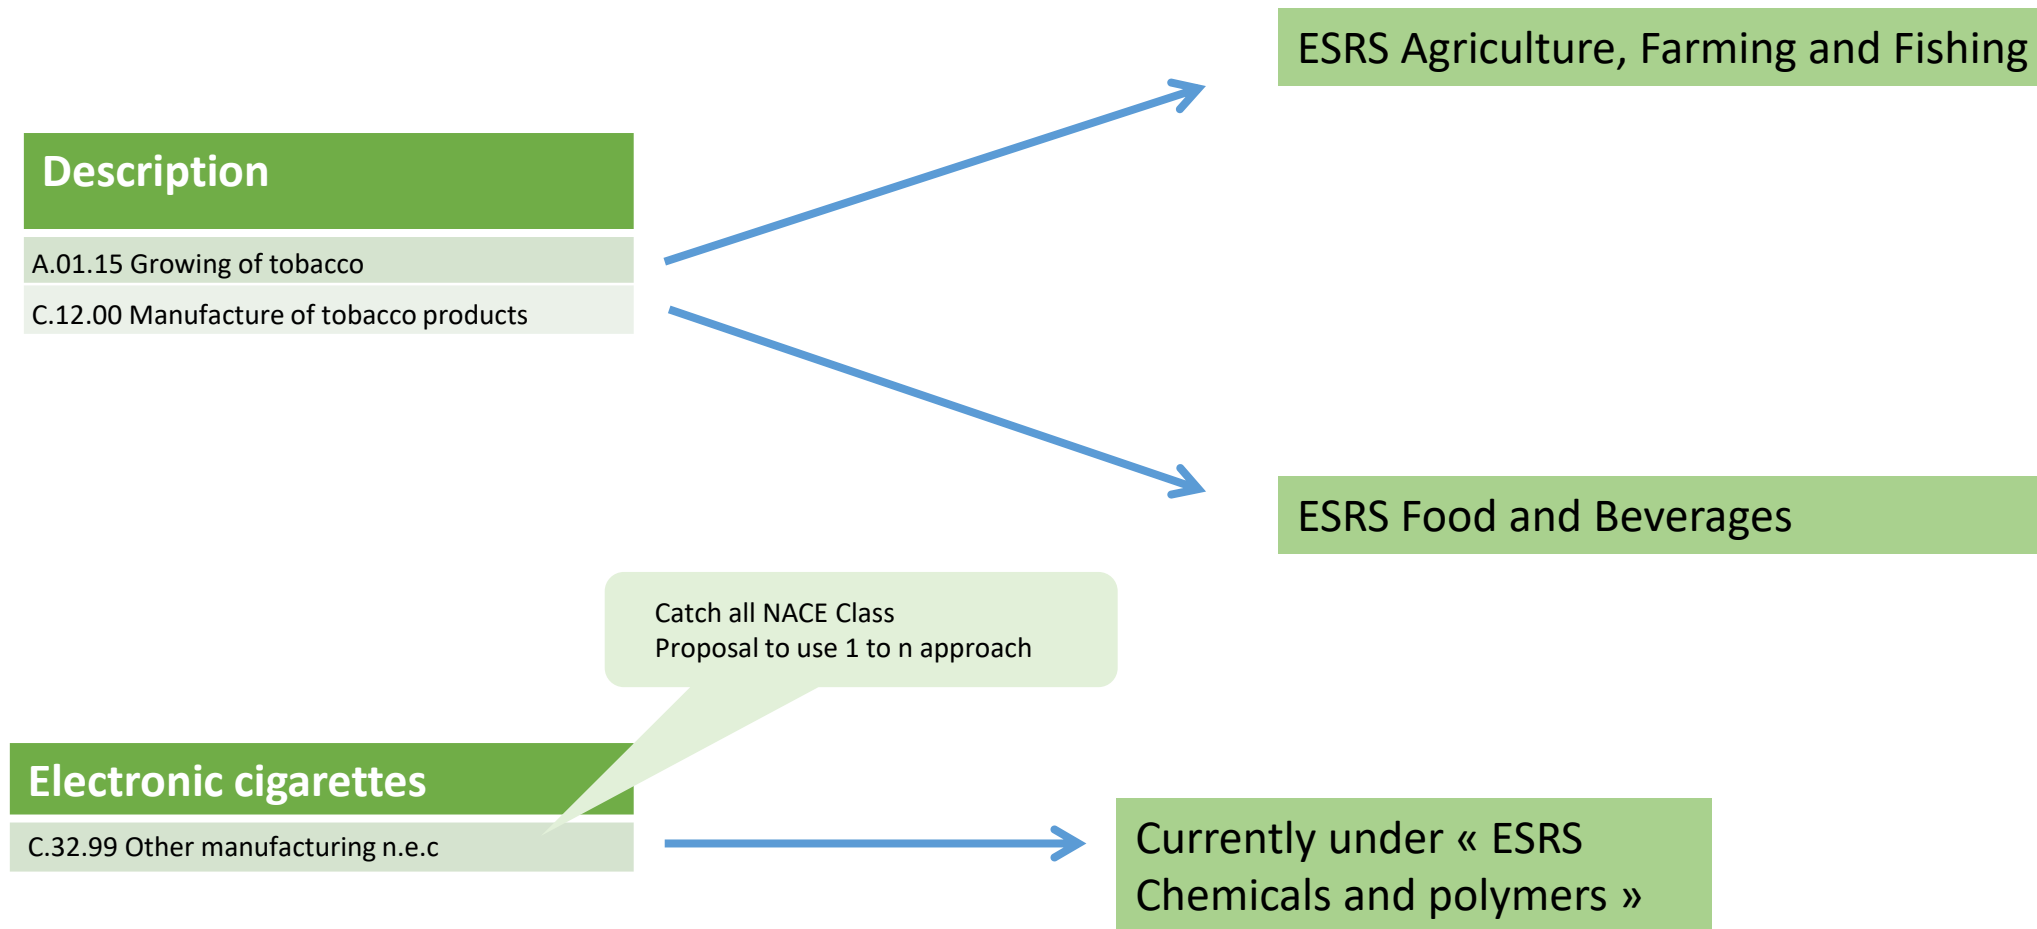 ESRS Agriculture, Farming and Fishing
Description
A.01.15 Growing of tobacco
C.12.00 Manufacture of tobacco products
ESRS Food and Beverages
Catch all NACE Class
Proposal to use 1 to n approach
Electronic cigarettes
C.32.99 Other manufacturing n.e.c
Currently under « ESRS
Chemicals and polymers »